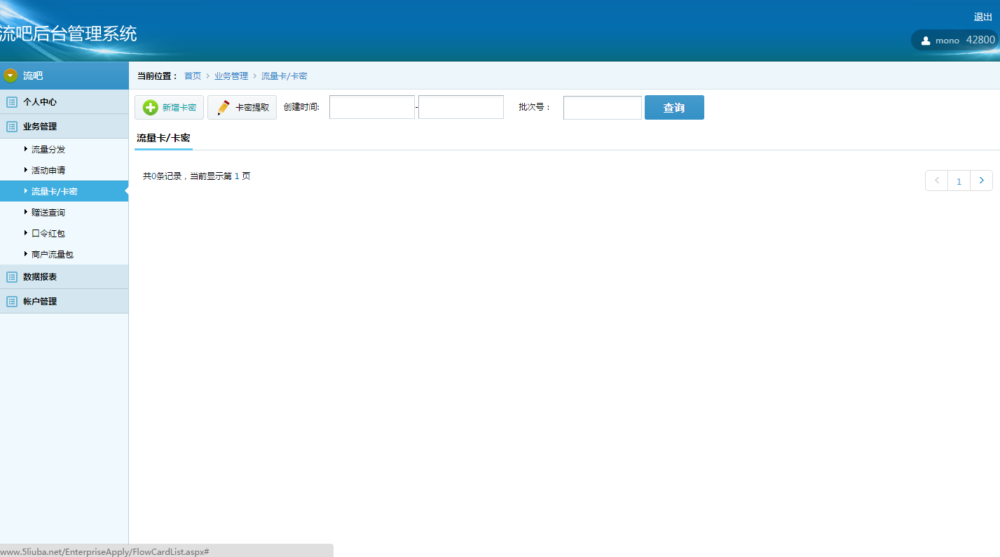 退出
流吧后台管理系统
mono 42800
流吧
当前位置： 首页 > 业务管理 > 流量卡/卡密
个人中心
新增卡密 卡密提取 创建时间: - 批次号： 查询
业务管理
流量卡/卡密
流量分发
活动申请
共0条记录，当前显示第 1 页
< 1 >
流量卡/卡密
赠送查询
口令红包
商户流量包
数据报表
帐户管理
www.5liuba.net/EnterpriseApply/FlowCardList.aspx#